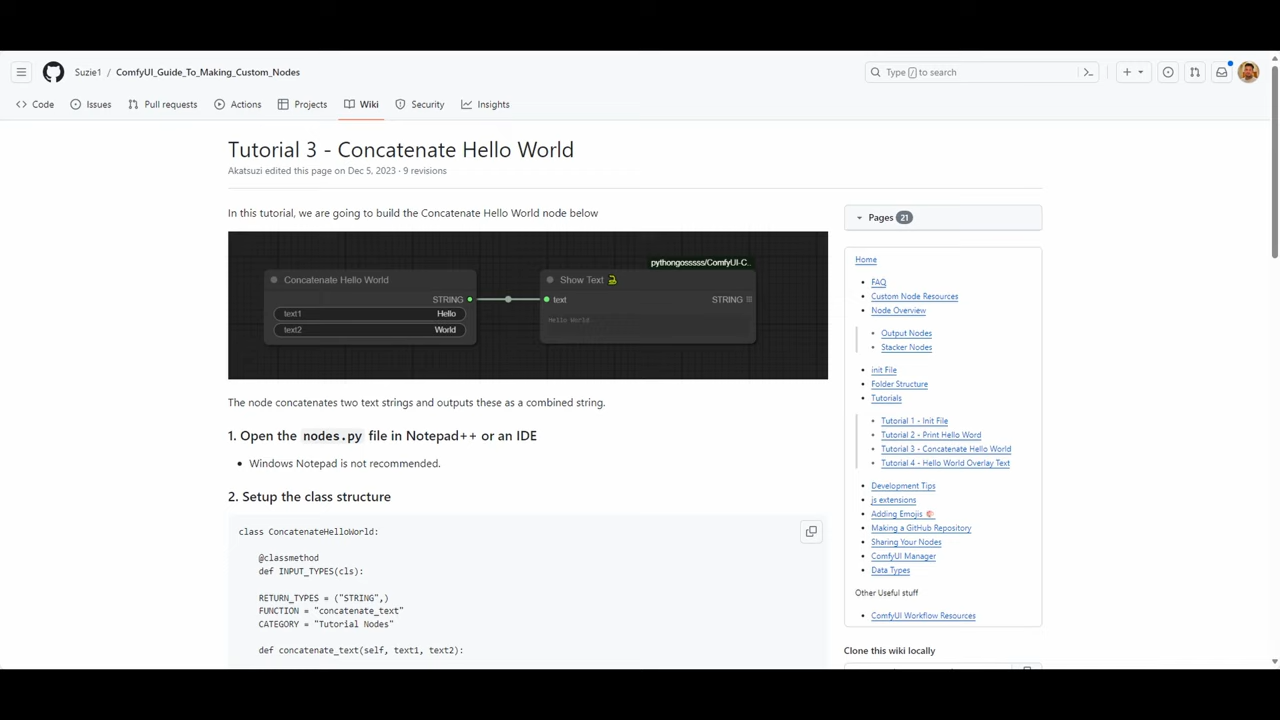 Suzie1 / ComfyUI_Guide_To_Making_Custom_Nodes
Type / to search
Code Issues Pull requests Actions Projects Wiki Security Insights
Tutorial 3 - Concatenate Hello World
Akatsuzi edited this page on Dec 5, 2023 · 9 revisions
In this tutorial, we are going to build the Concatenate Hello World node below
pythongosssss/ComfyUI-C..
Concatenate Hello World
STRING
text1 Hello
text2 World
Show Text
text STRING
Hello World
The node concatenates two text strings and outputs these as a combined string.
1. Open the nodes.py file in Notepad++ or an IDE
• Windows Notepad is not recommended.
2. Setup the class structure
class ConcatenateHelloWorld:
@classmethod
def INPUT_TYPES(cls):
RETURN_TYPES = ("STRING",)
FUNCTION = "concatenate_text"
CATEGORY = "Tutorial Nodes"
def concatenate_text(self, text1, text2):
Pages 21
Home
FAQ
Custom Node Resources
Node Overview
Output Nodes
Stacker Nodes
init File
Folder Structure
Tutorials
Tutorial 1 - Init File
Tutorial 2 - Print Hello Word
Tutorial 3 - Concatenate Hello World
Tutorial 4 - Hello World Overlay Text
Development Tips
js extensions
Adding Emojis
Making a GitHub Repository
Sharing Your Nodes
ComfyUI Manager
Data Types
Other Useful stuff
ComfyUI Workflow Resources
Clone this wiki locally